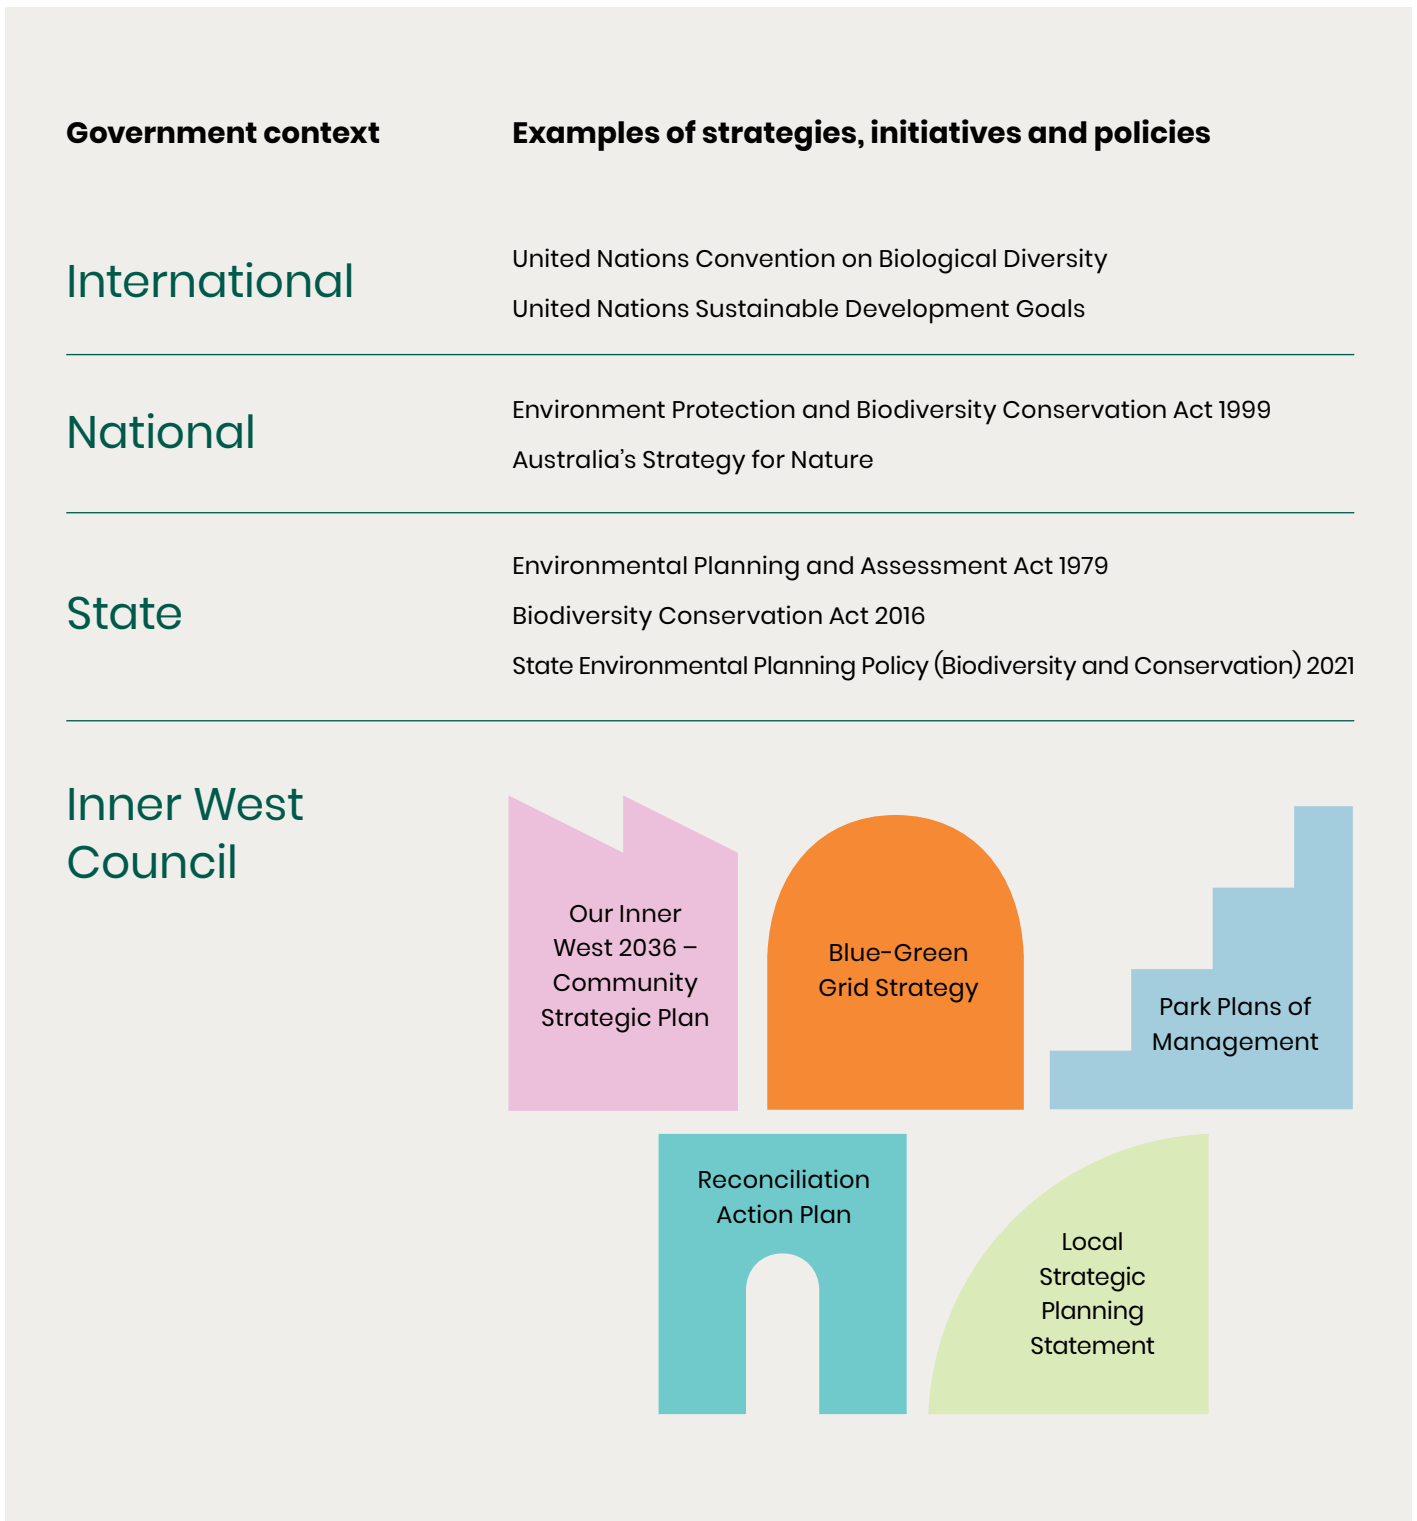 Government context
Examples of strategies, initiatives and policies
International
United Nations Convention on Biological Diversity
United Nations Sustainable Development Goals
National
Environment Protection and Biodiversity Conservation Act 1999
Australia’s Strategy for Nature
State
Environmental Planning and Assessment Act 1979
Biodiversity Conservation Act 2016
State Environmental Planning Policy (Biodiversity and Conservation) 2021
Inner West
Council
Our Inner
West 2036 –
Community
Strategic Plan
Blue-Green
Grid Strategy
Park Plans of
Management
Reconciliation
Action Plan
Local
Strategic
Planning
Statement